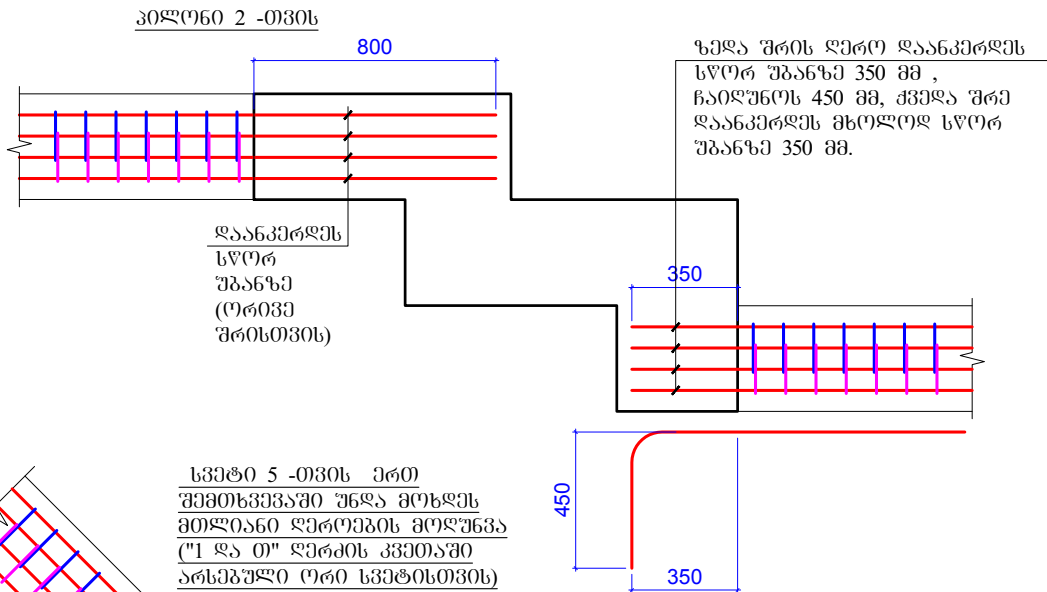 პილონი 2 -თვის
800
ზედა შრის ღერო დაანკერდეს
სწორ უბანზე 350 მმ ,
ჩაიღუნოს 450 მმ, ქვედა შრე
დაანკერდეს მხოლოდ სწორ
უბანზე 350 მმ.
დაანკერდეს
სწორ
უბანზე
(ორივე
შრისთვის)
350
სვეტი 5 -თვის ერთ
შემთხვევაში უნდა მოხდეს
მთლიანი ღეროების მოღუნვა
("1 და თ" ღერძის კვეთაში
არსებული ორი სვეტისთვის)
450
350